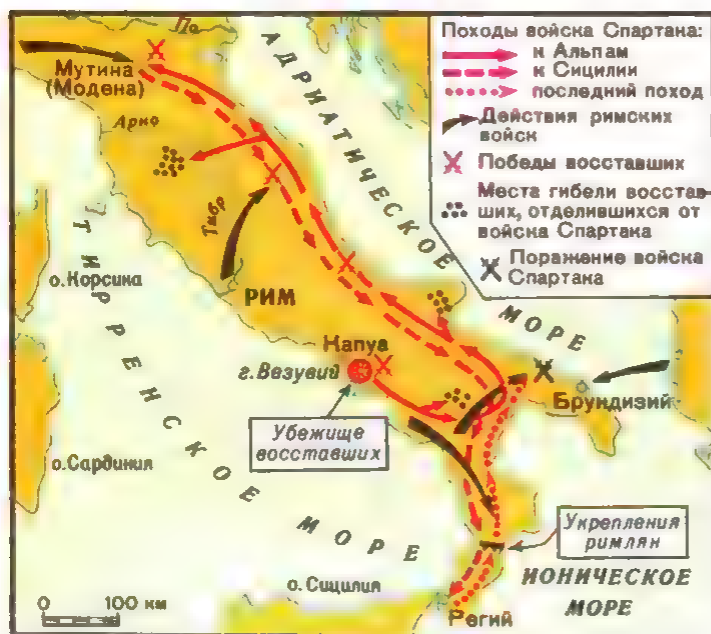 По
Мутина
(Модена)
Арно
Тибр
АДРИАТИЧЕСКОЕ
МОРЕ
о.Корсика
РИМ
ТИРРЕНСКОЕ МОРЕ
Капуа
г.Везувий
Убежище
восставших
о.Сардиния
Брундизий
Укрепления
римлян
ИОНИЧЕСКОЕ
МОРЕ
о.Сицилия
Регий
0 100 км
Походы войска Спартака:
к Альпам
к Сицилии
последний поход
Действия римских
войск
Победы восставших
Места гибели восстав-
ших, отделившихся от
войска Спартака
Поражение войска
Спартака